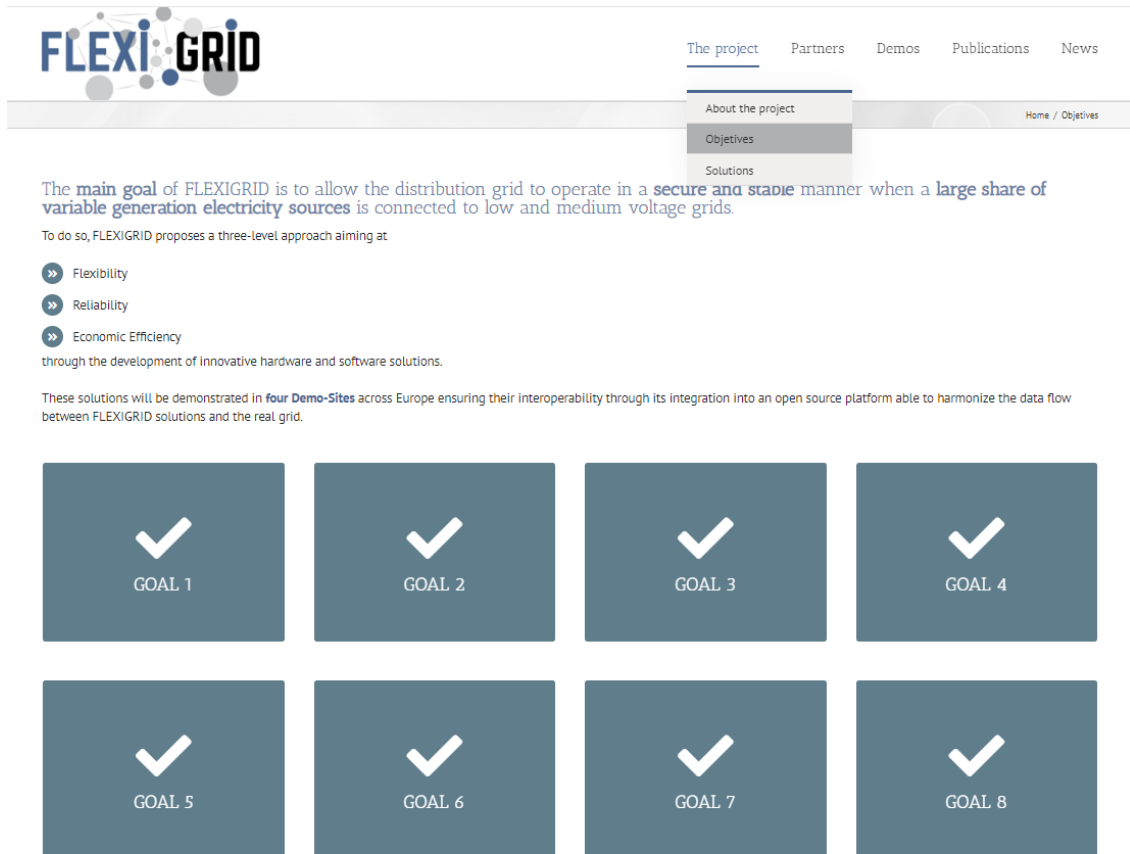 FLEXIGRID
The project Partners Demos Publications News
About the project
Objetives
Solutions
Home / Objetives
The main goal of FLEXIGRID is to allow the distribution grid to operate in a secure and stable manner when a large share of
variable generation electricity sources is connected to low and medium voltage grids.
To do so, FLEXIGRID proposes a three-level approach aiming at
Flexibility
Reliability
Economic Efficiency
through the development of innovative hardware and software solutions.
These solutions will be demonstrated in four Demo-Sites across Europe ensuring their interoperability through its integration into an open source platform able to harmonize the data flow
between FLEXIGRID solutions and the real grid.
GOAL 1 GOAL 2 GOAL 3 GOAL 4
GOAL 5 GOAL 6 GOAL 7 GOAL 8